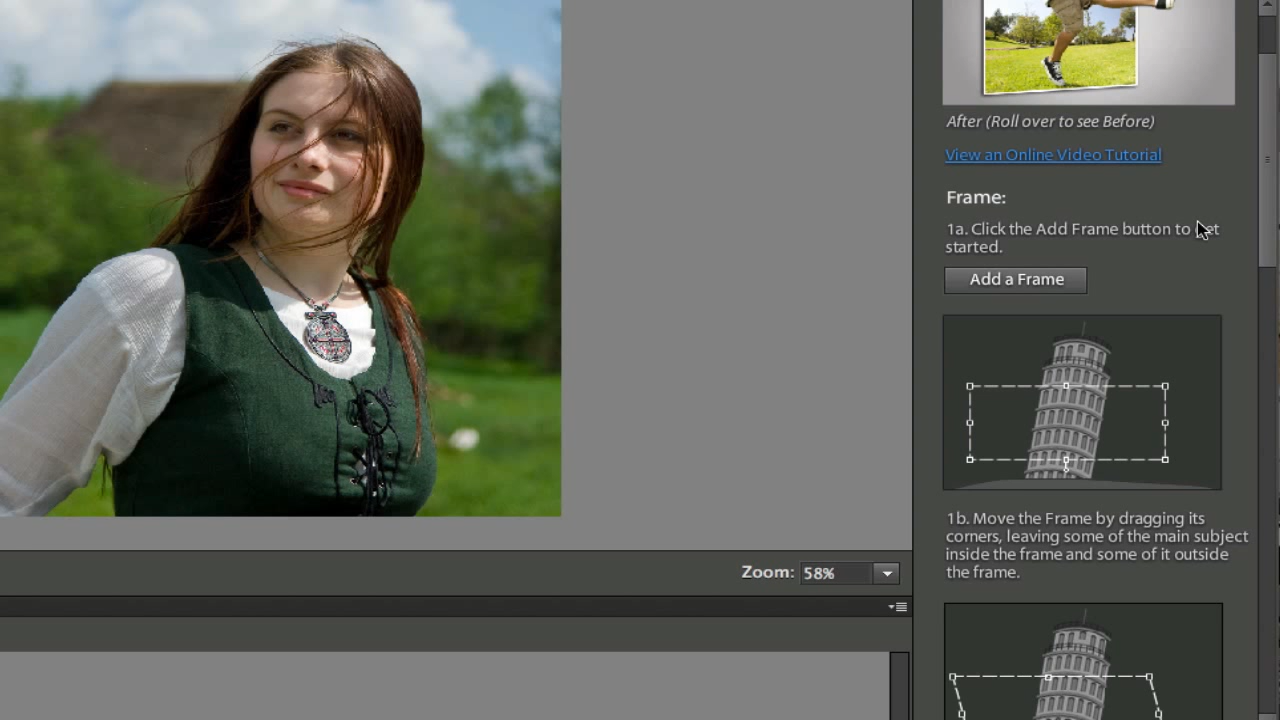 After (Roll over to see Before)
View an Online Video Tutorial
Frame:
1a. Click the Add Frame button to get
started.
Add a Frame
1b. Move the Frame by dragging its
corners, leaving some of the main subject
inside the frame and some of it outside
the frame.
Zoom: 58%